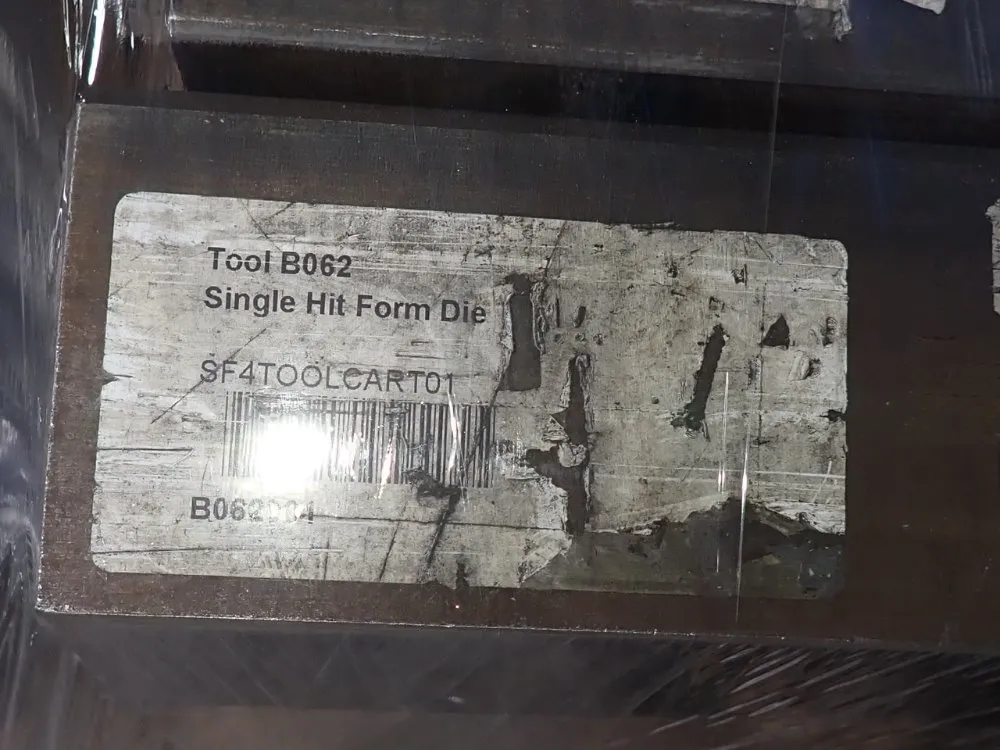 Tool B062
Single Hit Form Die
SF4TOOLCART01